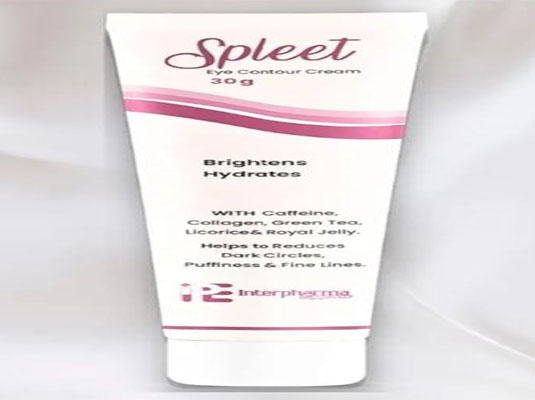 Spleet
Eye Contour Cream
30g
Brightens
Hydrates
WITH Caffeine,
Collagen, Green Tea,
Licorice& Royal Jelly.
Helps to Reduces
Dark Circles,
Puffiness & Fine Lines.
Interpharma